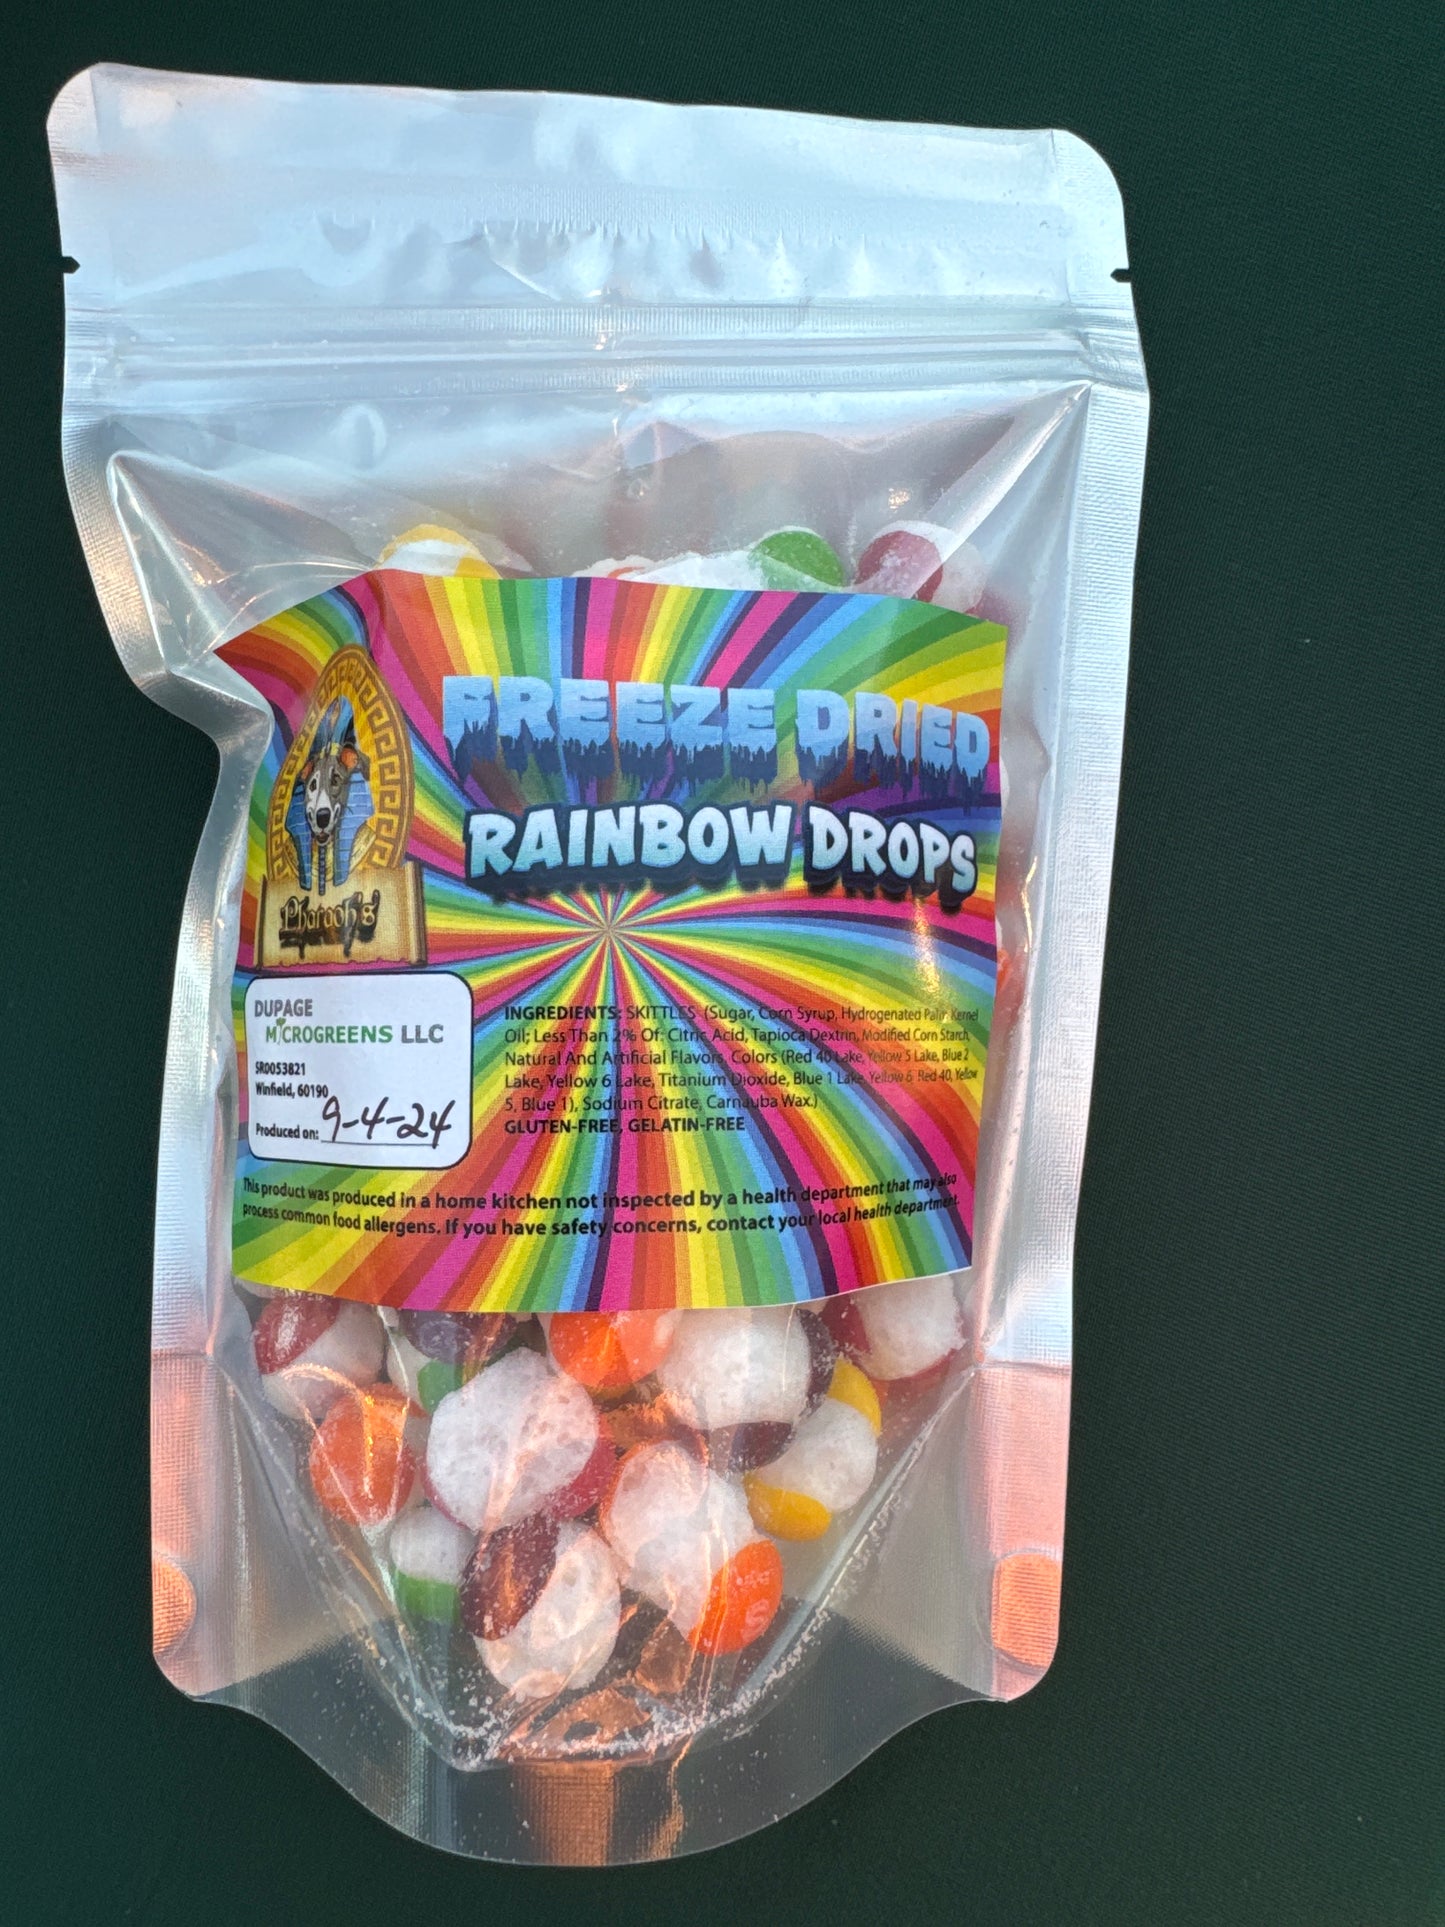 FREEZE DRIED
RAINBOW DROPS
Pharaoh's
DUPAGE
MICROGREENS LLC
SR0053821
Winfield, 60190
Produced on: 9-4-24
INGREDIENTS: SKITTLES (Sugar, Corn Syrup, Hydrogenated Palm Kernel
Oil; Less Than 2% Of: Citric Acid, Tapioca Dextrin, Modified Corn Starch,
Natural And Artificial Flavors, Colors (Red 40 Lake, Yellow 5 Lake, Blue 2
Lake, Yellow 6 Lake, Titanium Dioxide, Blue 1 Lake, Yellow 6, Red 40, Yellow
5, Blue 1), Sodium Citrate, Carnauba Wax.)
GLUTEN-FREE, GELATIN-FREE
This product was produced in a home kitchen not inspected by a health department that may also
process common food allergens. If you have safety concerns, contact your local health department.